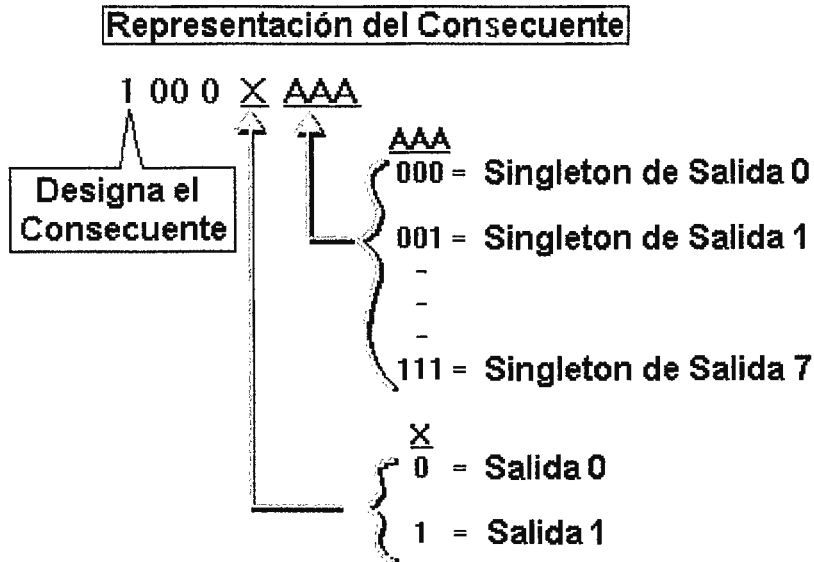 Representación del Consecuente
1 00 0 X AAA
Designa el
Consecuente
AAA
000 = Singleton de Salida 0
001 = Singleton de Salida 1
-
-
-
111 = Singleton de Salida 7
X
0 = Salida 0
1 = Salida 1